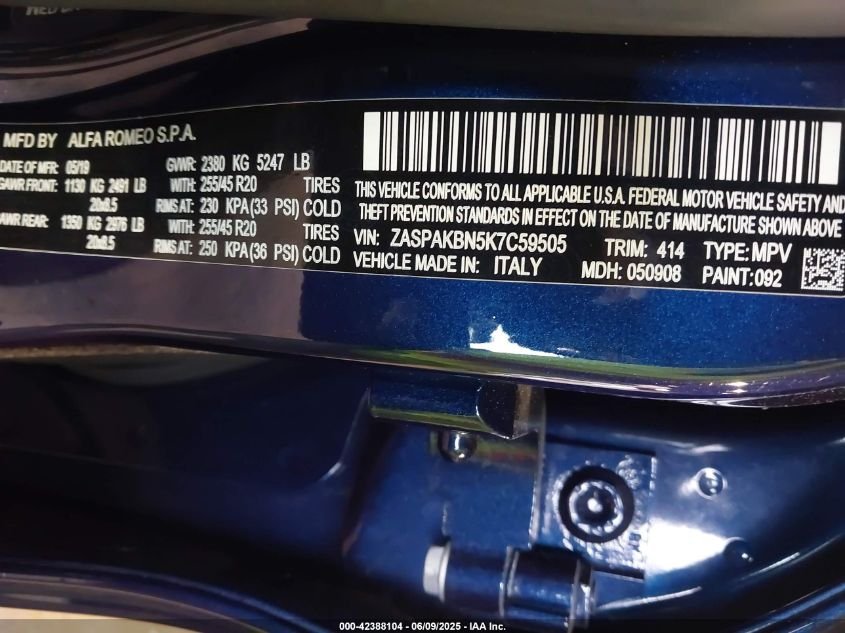 MFD BY ALFA ROMEO S.P.A.
DATE OF MFR: 05/19 GVWR: 2380 KG 5247 LB
GAWR FRONT: 1130 KG 2491 LB WITH: 255/45 R20 TIRES
20x8.5 RIMS AT: 230 KPA(33 PSI) COLD
GAWR REAR: 1350 KG 2976 LB WITH: 255/45 R20 TIRES
20x8.5 RIMS AT: 250 KPA(36 PSI) COLD
THIS VEHICLE CONFORMS TO ALL APPLICABLE U.S.A. FEDERAL MOTOR VEHICLE SAFETY AND
THEFT PREVENTION STANDARDS IN EFFECT ON THE DATE OF MANUFACTURE SHOWN ABOVE
VIN: ZASPAKBN5K7C59505 TRIM: 414 TYPE: MPV
VEHICLE MADE IN: ITALY MDH: 050908 PAINT: 092
000-42388104 | 06/09/2025 - IAA Inc.